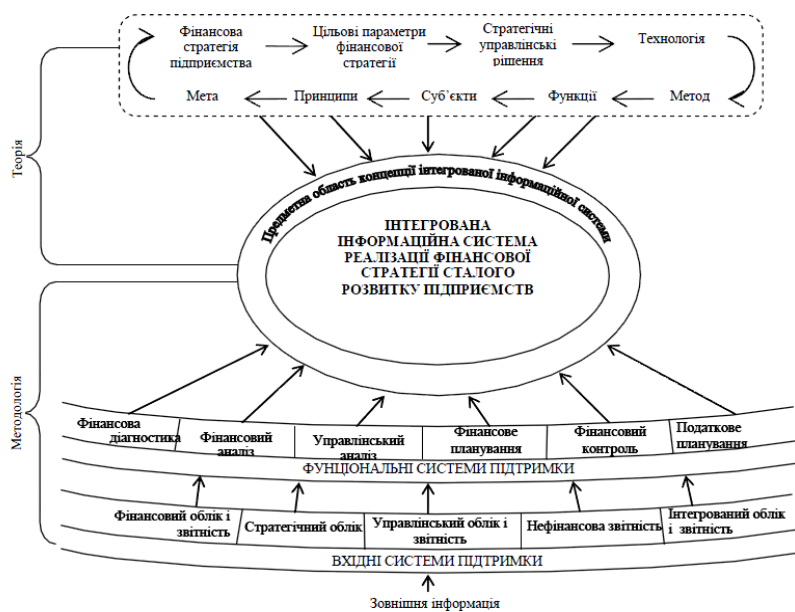 Фінансова
стратегія
підприємства
Цільові параметри
фінансової
стратегії
Стратегічні
управлінські
рішення
Технологія
Мета
Принципи
Суб’єкти
Функції
Метод
Теорія
Предметна область концепції інтегрованої інформаційної системи
ІНТЕГРОВАНА
ІНФОРМАЦІЙНА СИСТЕМА
РЕАЛІЗАЦІЇ ФІНАНСОВОЇ
СТРАТЕГІЇ СТАЛОГО
РОЗВИТКУ ПІДПРИЄМСТВ
Методологія
Фінансова
діагностика
Фінансовий
аналіз
Управлінський
аналіз
Фінансове
планування
Фінансовий
контроль
Податкове
планування
ФУНЦІОНАЛЬНІ СИСТЕМИ ПІДТРИМКИ
Фінансовий облік і
звітність
Стратегічний облік
Управлінський облік і
звітність
Нефінансова звітність
Інтегрований облік
і звітність
ВХІДНІ СИСТЕМИ ПІДТРИМКИ
Зовнішня інформація